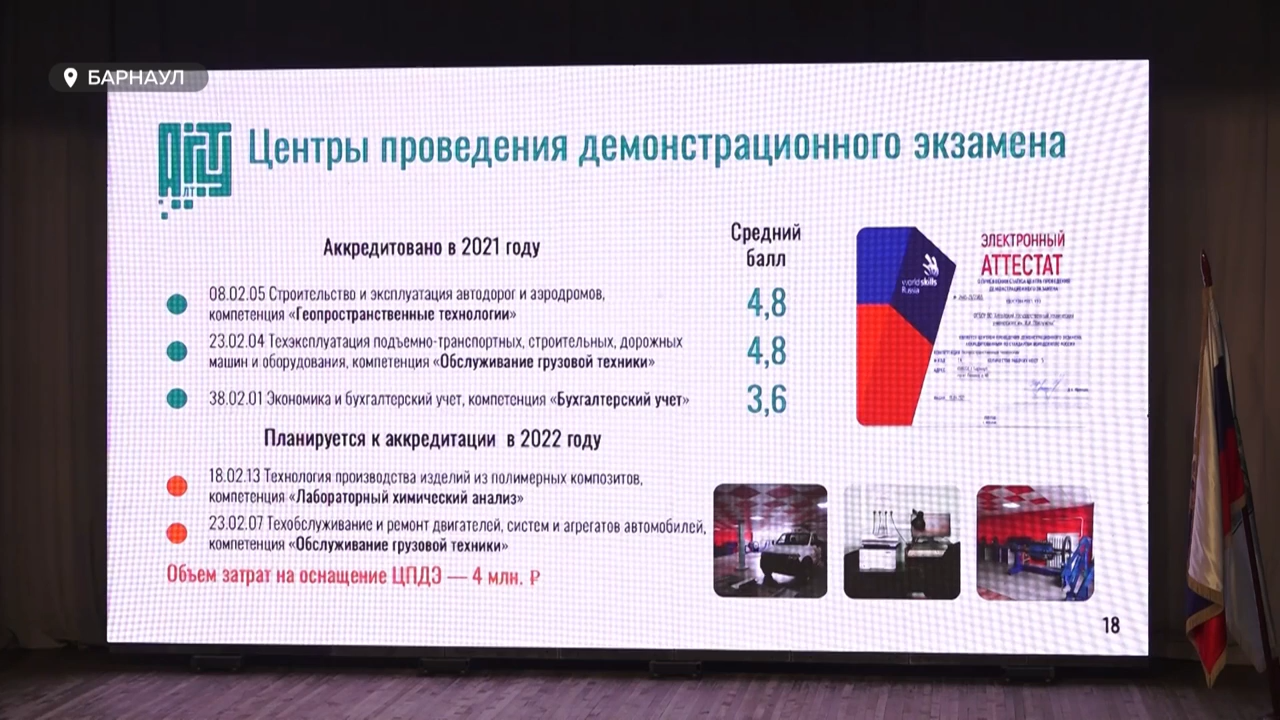 БАРНАУЛ
Центры проведения демонстрационного экзамена
Аккредитовано в 2021 году
Средний
балл
08.02.05 Строительство и эксплуатация автодорог и аэродромов,
компетенция «Геопространственные технологии»
4,8
23.02.04 Техэксплуатация подъемно-транспортных, строительных, дорожных
машин и оборудования, компетенция «Обслуживание грузовой техники»
4,8
38.02.01 Экономика и бухгалтерский учет, компетенция «Бухгалтерский учет»
3,6
Планируется к аккредитации в 2022 году
18.02.13 Технология производства изделий из полимерных композитов,
компетенция «Лабораторный химический анализ»
23.02.07 Техобслуживание и ремонт двигателей, систем и агрегатов автомобилей,
компетенция «Обслуживание грузовой техники»
Объем затрат на оснащение ЦПДЭ — 4 млн. ₽
worldskills
Russia
ЭЛЕКТРОННЫЙ
АТТЕСТАТ
18